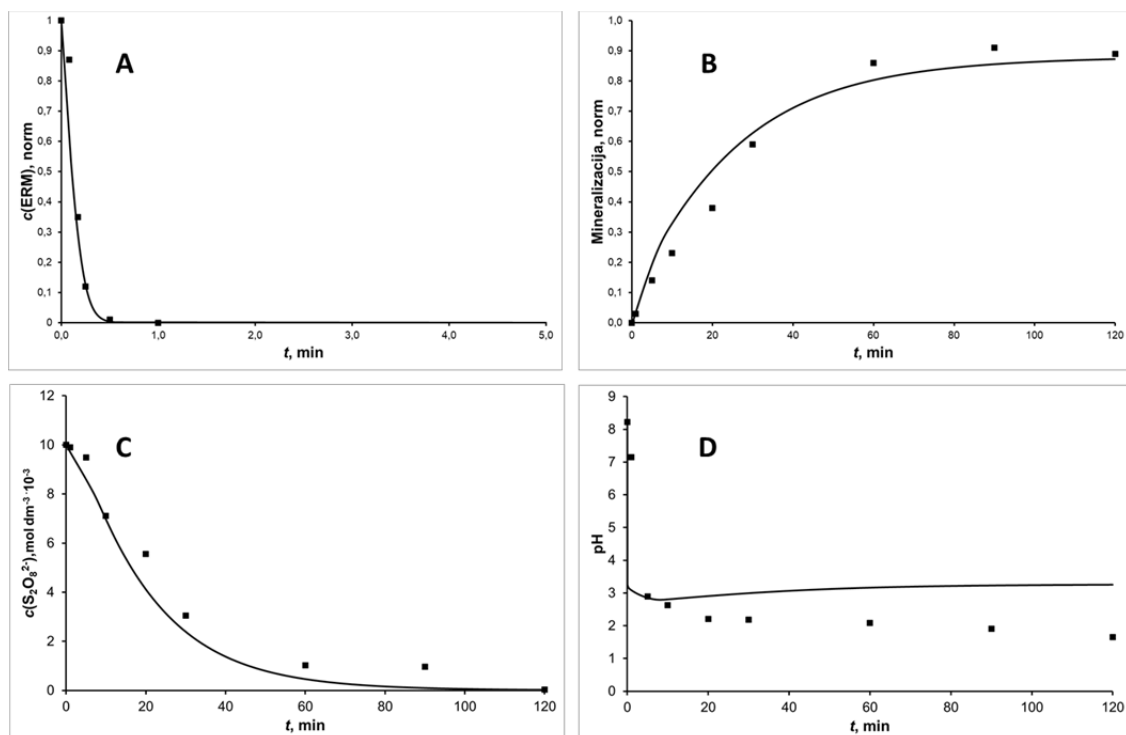 A
c(ERM), norm
1
0,9
0,8
0,7
0,6
0,5
0,4
0,3
0,2
0,1
0
0,0 1,0 2,0 3,0 4,0 5,0
t, min
B
Mineralizacija, norm
1,0
0,9
0,8
0,7
0,6
0,5
0,4
0,3
0,2
0,1
0,0
0 20 40 60 80 100 120
t, min
C
c(S₂O₈²⁻),mol dm⁻³·10⁻³
12
10
8
6
4
2
0
0 20 40 60 80 100 120
t, min
D
pH
9
8
7
6
5
4
3
2
1
0
0 20 40 60 80 100 120
t, min